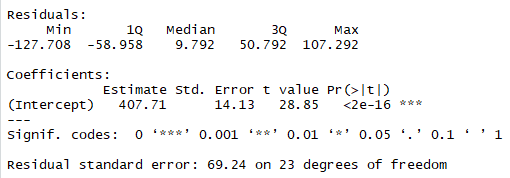 Residuals:
     Min       1Q   Median       3Q      Max
-127.708  -58.958    9.792   50.792  107.292
Coefficients:
            Estimate Std. Error t value Pr(>|t|)
(Intercept)   407.71      14.13   28.85   <2e-16 ***
---
Signif. codes:  0 ‘***’ 0.001 ‘**’ 0.01 ‘*’ 0.05 ‘.’ 0.1 ‘ ’ 1
Residual standard error: 69.24 on 23 degrees of freedom